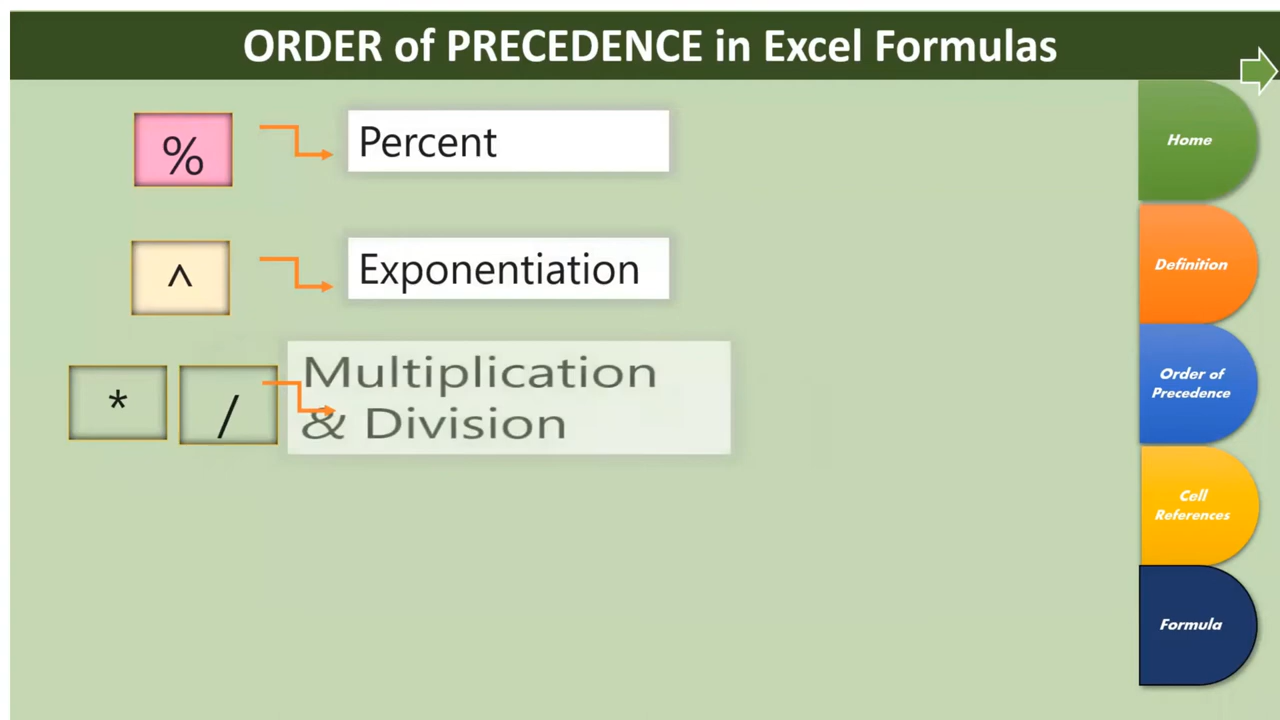 ORDER of PRECEDENCE in Excel Formulas
% Percent
^ Exponentiation
* / Multiplication
& Division
Home
Definition
Order of
Precedence
Cell
References
Formula